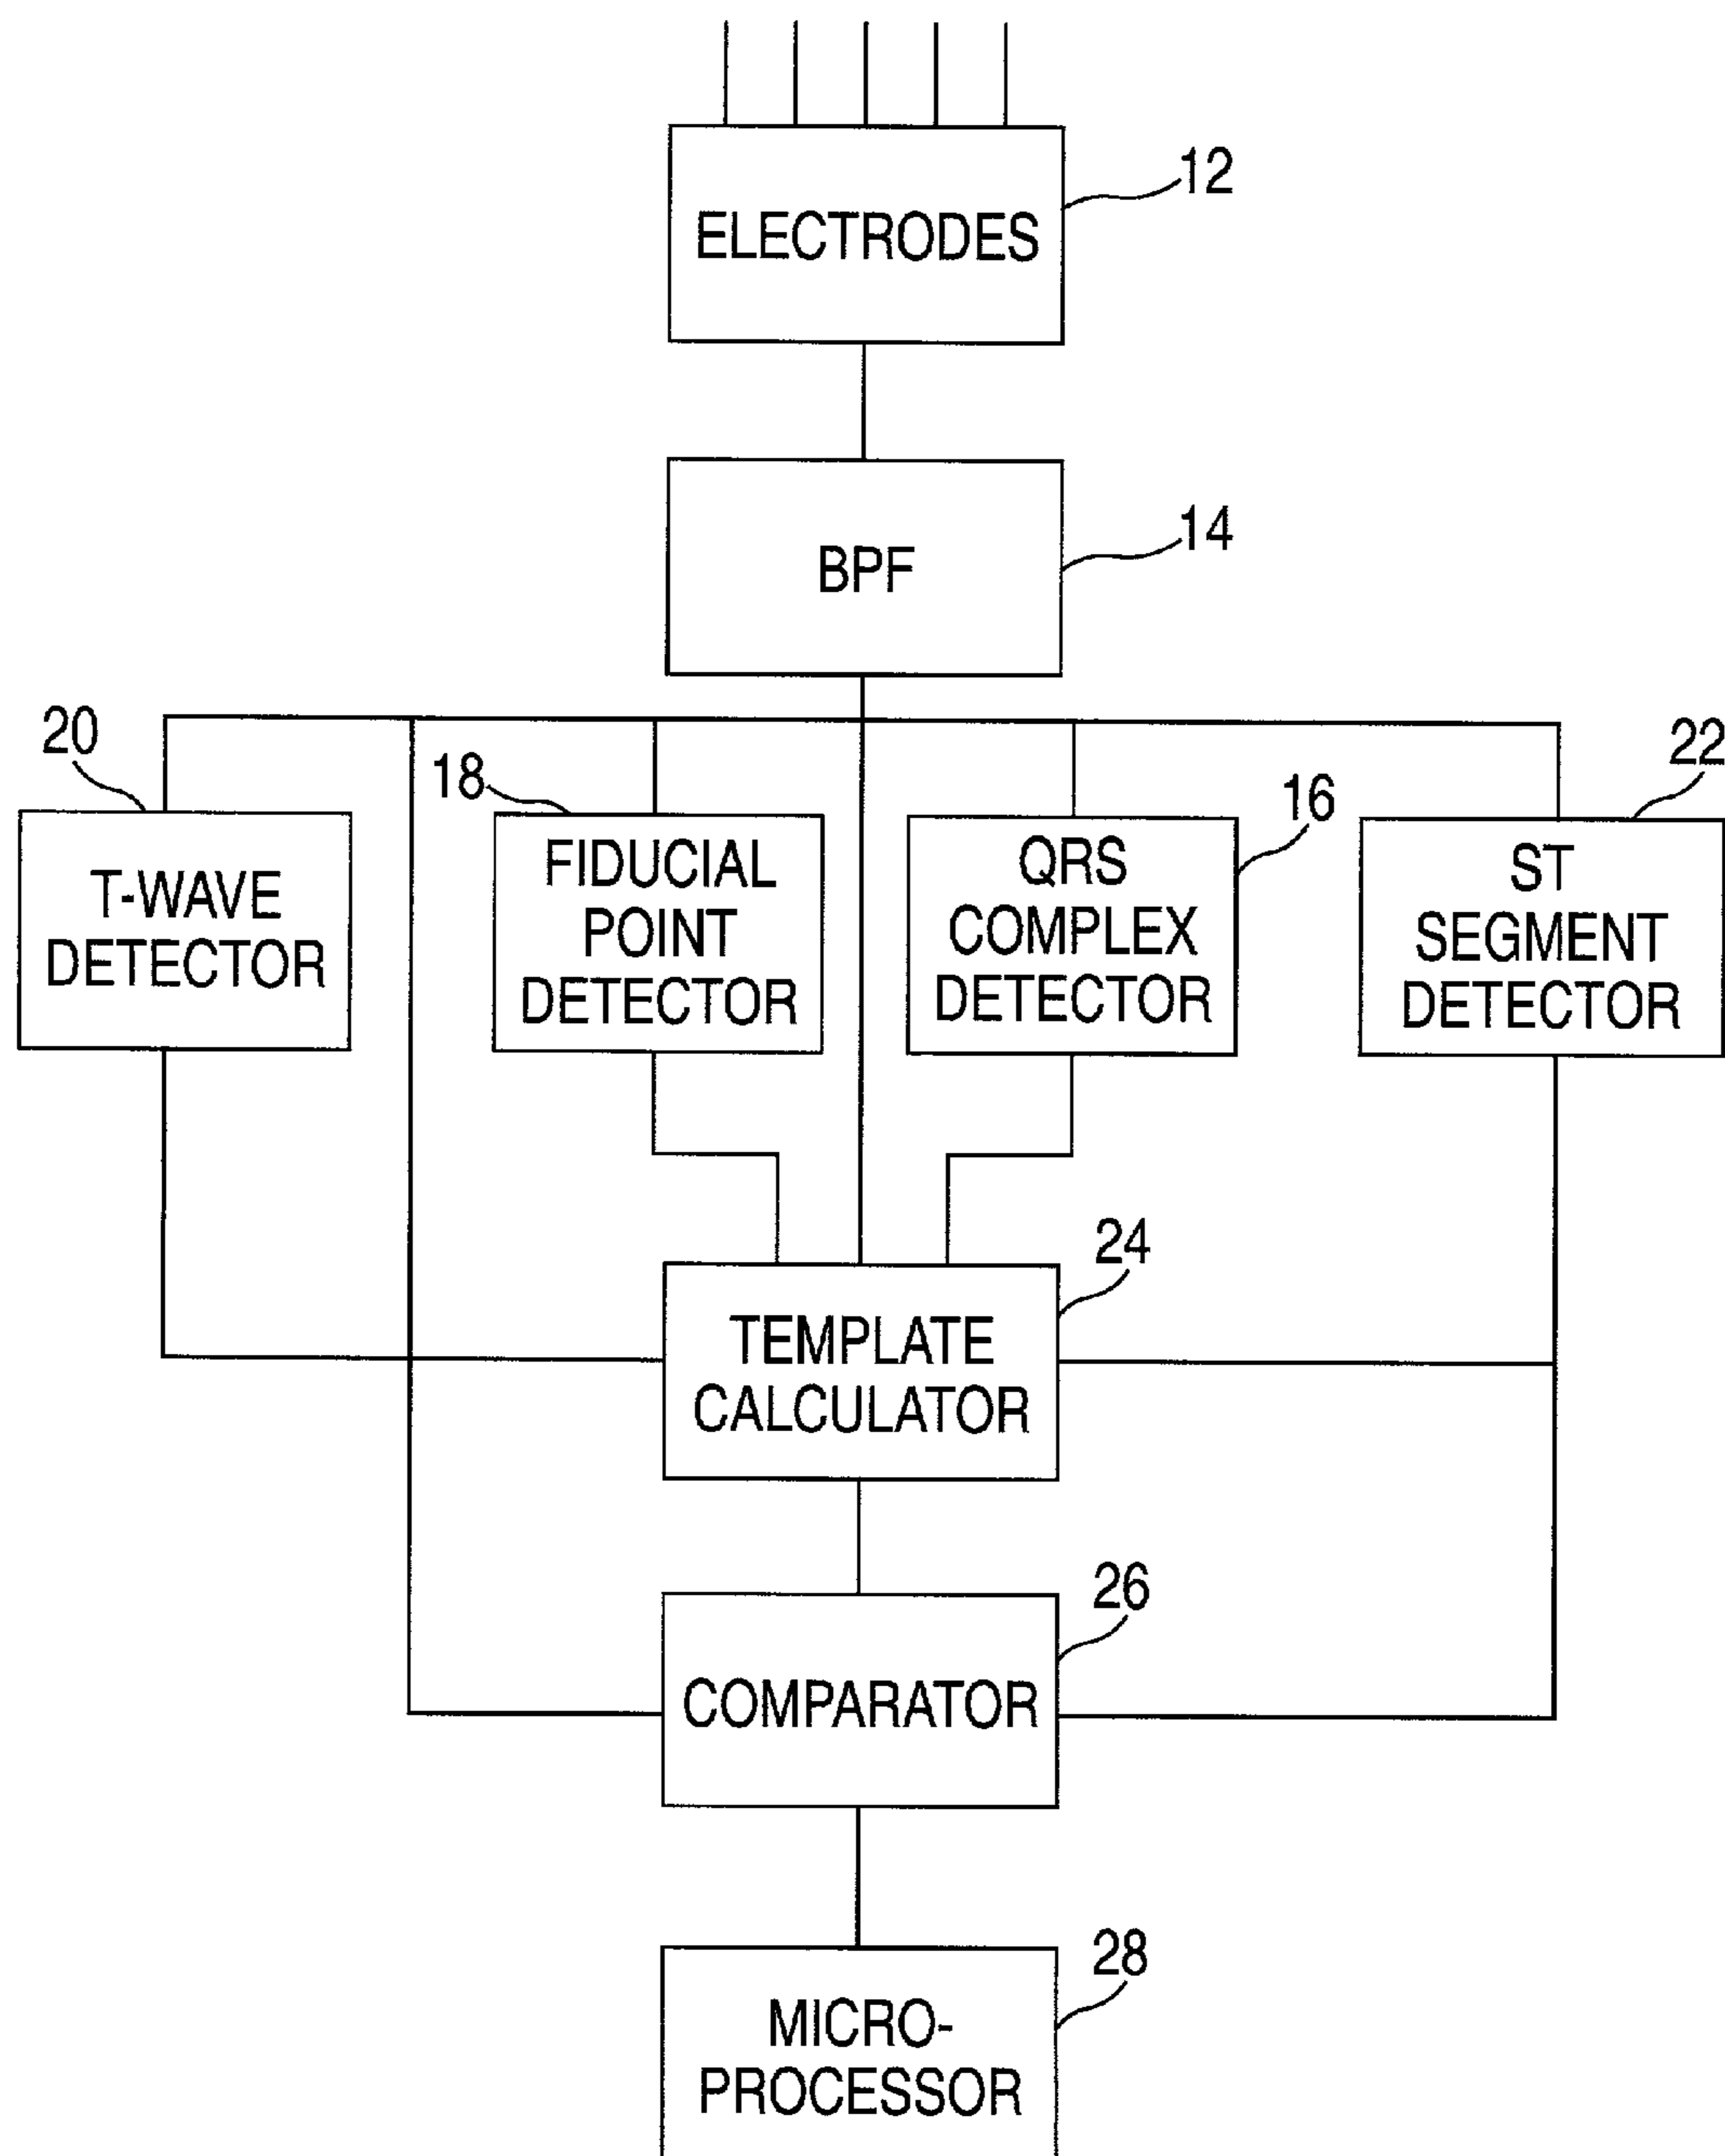 12
ELECTRODES
14
BPF
20
18
16
22
T-WAVE
DETECTOR
FIDUCIAL
POINT
DETECTOR
QRS
COMPLEX
DETECTOR
ST
SEGMENT
DETECTOR
24
TEMPLATE
CALCULATOR
26
COMPARATOR
28
MICRO-
PROCESSOR